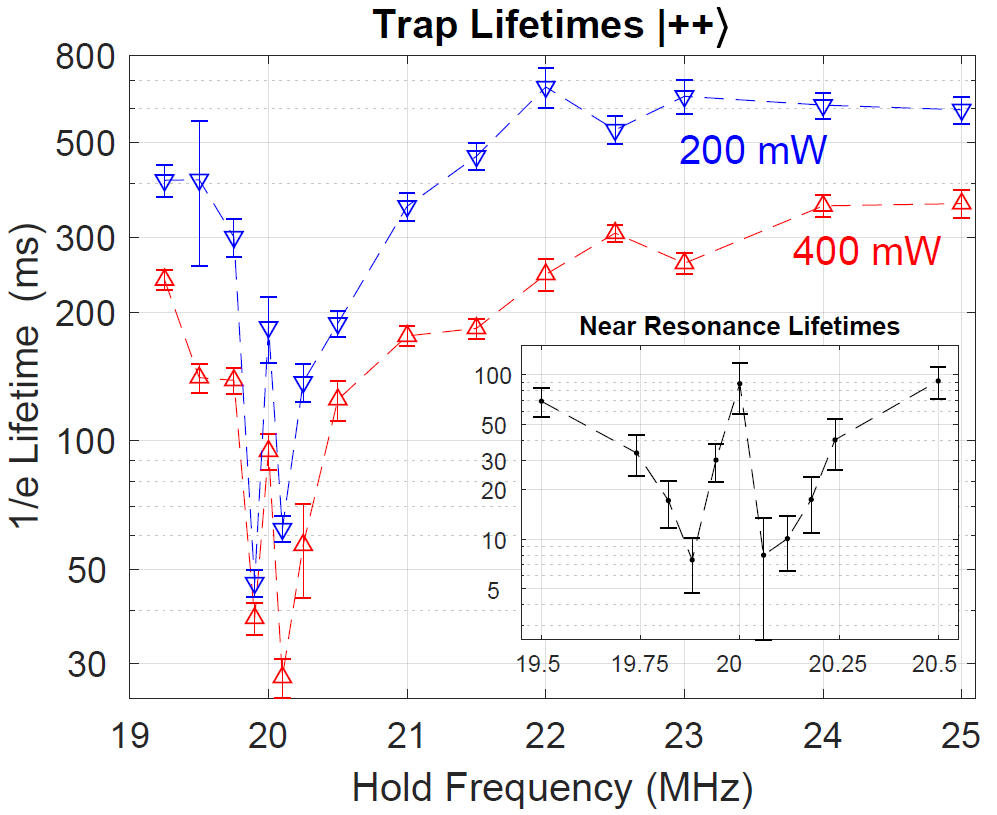 Trap Lifetimes |++⟩
800
500
300
200
100
50
30
1/e Lifetime (ms)
200 mW
400 mW
Near Resonance Lifetimes
100
50
30
20
10
5
19.5 19.75 20 20.25 20.5
19 20 21 22 23 24 25
Hold Frequency (MHz)